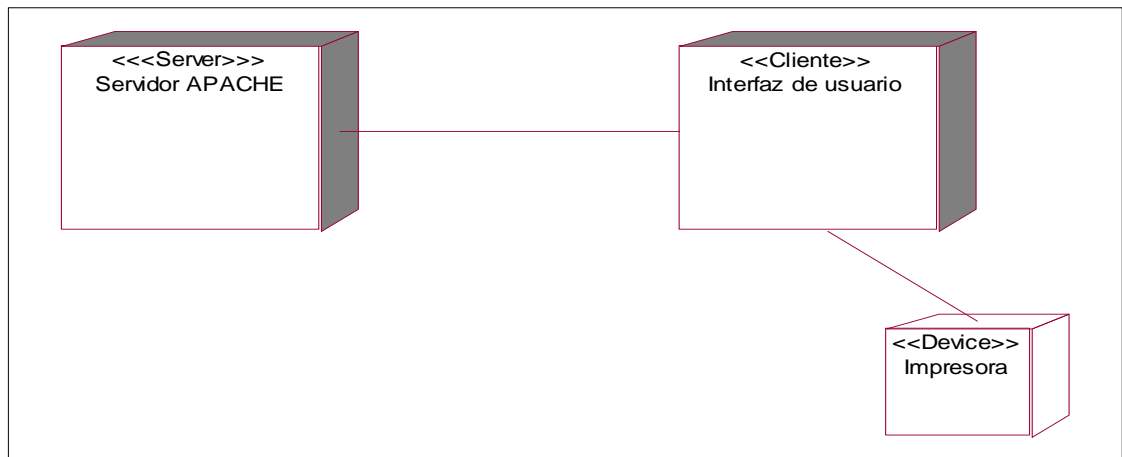 <<<Server>>>
Servidor APACHE
<<Cliente>>
Interfaz de usuario
<<Device>>
Impresora